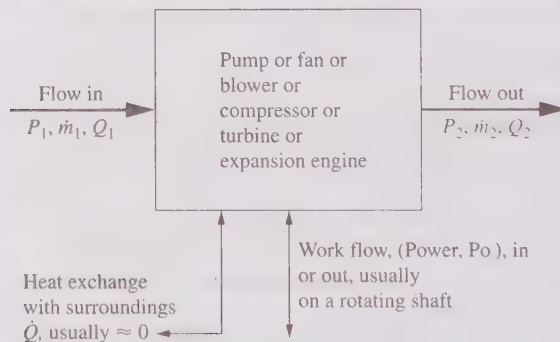 Pump or fan or
blower or
compressor or
turbine or
expansion engine
Flow in
P₁, ṁ₁, Q₁
Flow out
P₂, ṁ₂, Q₂
Heat exchange
with surroundings
Q̇, usually ≈ 0
Work flow, (Power, Po), in
or out, usually
on a rotating shaft